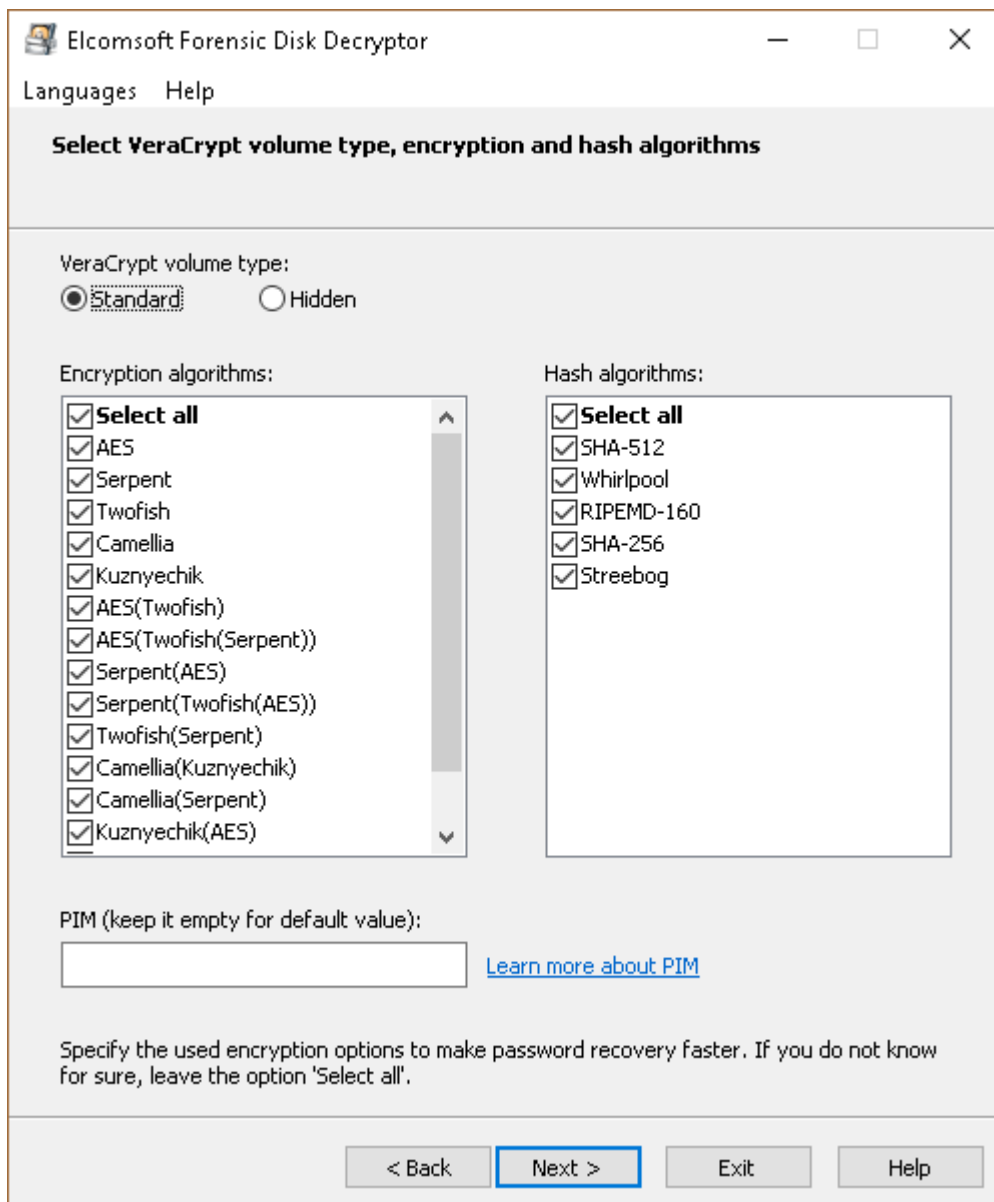 Elcomsoft Forensic Disk Decryptor
Languages Help
Select VeraCrypt volume type, encryption and hash algorithms
VeraCrypt volume type:
Standard Hidden
Encryption algorithms:
Select all
AES
Serpent
Twofish
Camellia
Kuznyechik
AES(Twofish)
AES(Twofish(Serpent))
Serpent(AES)
Serpent(Twofish(AES))
Twofish(Serpent)
Camellia(Kuznyechik)
Camellia(Serpent)
Kuznyechik(AES)
Hash algorithms:
Select all
SHA-512
Whirlpool
RIPEMD-160
SHA-256
Streebog
PIM (keep it empty for default value):
Learn more about PIM
Specify the used encryption options to make password recovery faster. If you do not know
for sure, leave the option 'Select all'.
< Back Next > Exit Help